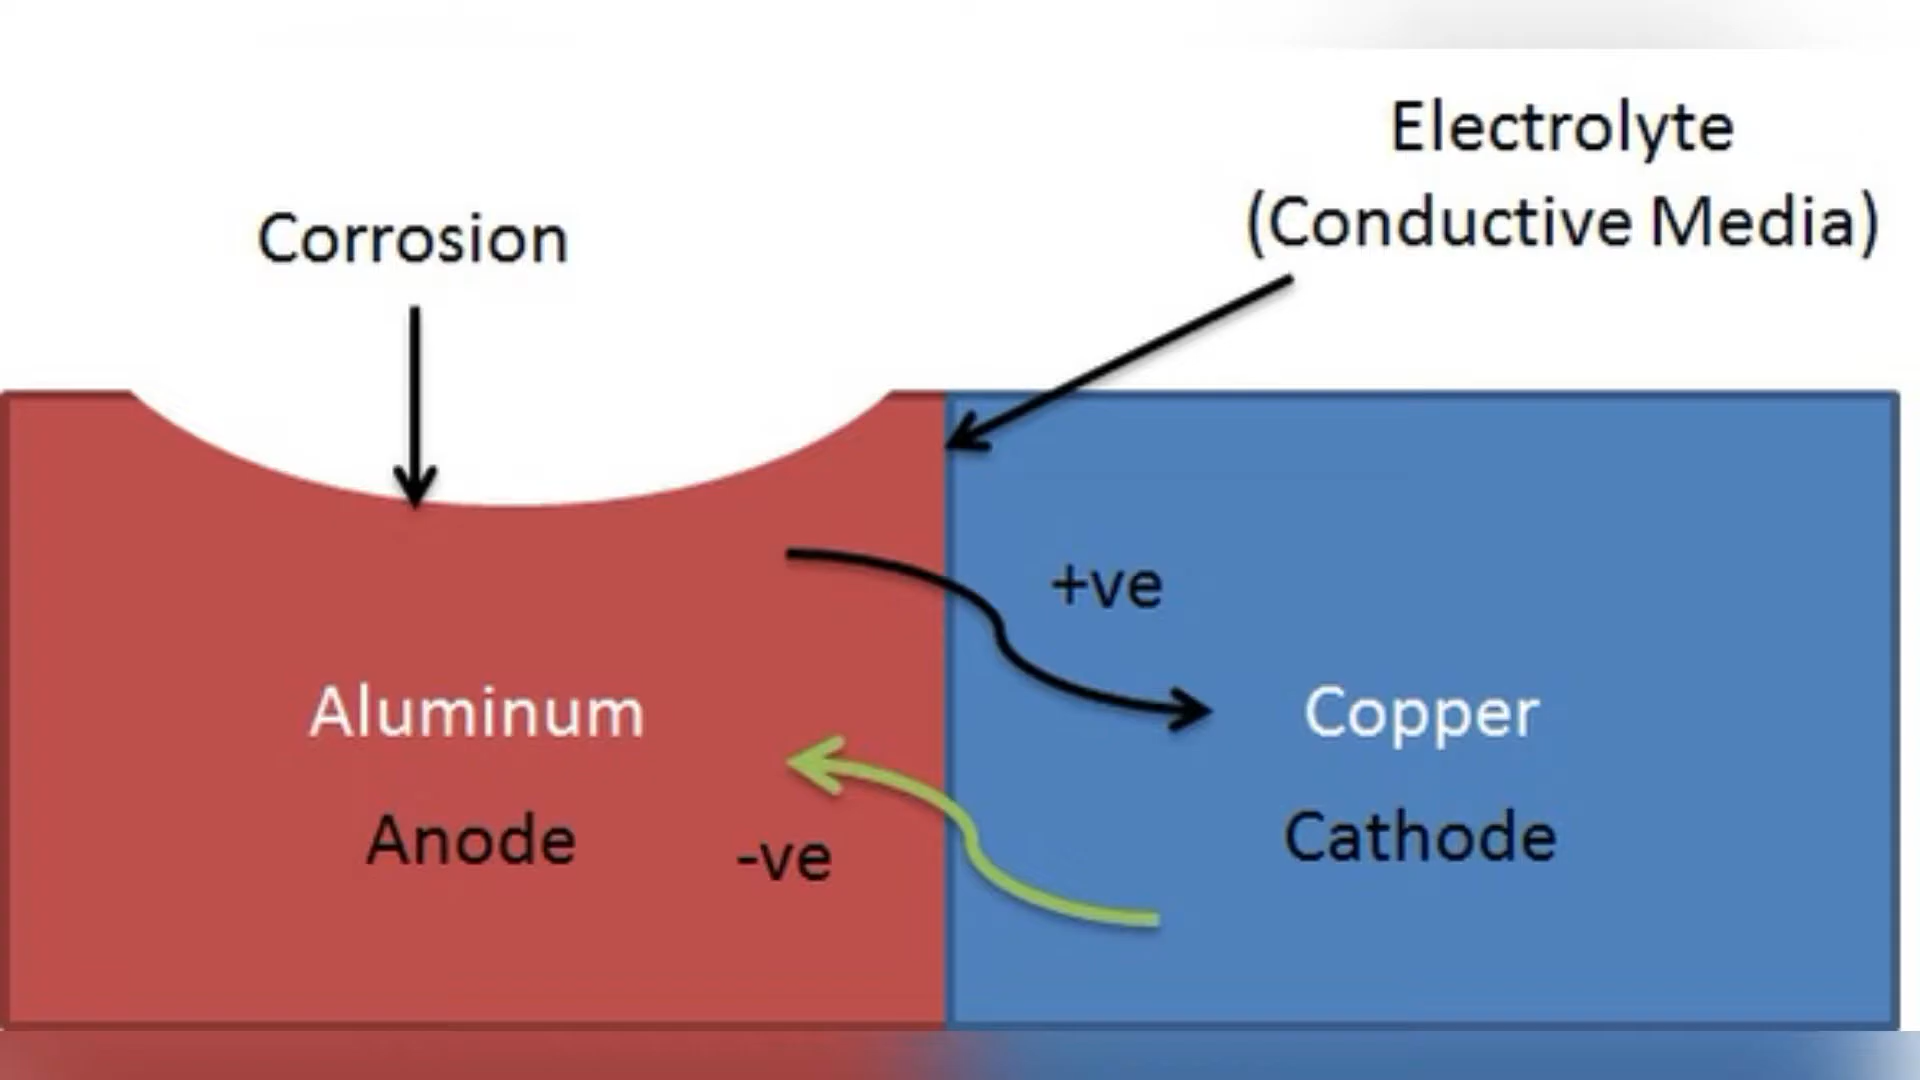 Electrolyte
(Conductive Media)
Corrosion
+ve
Aluminum
Copper
Anode
Cathode
-ve